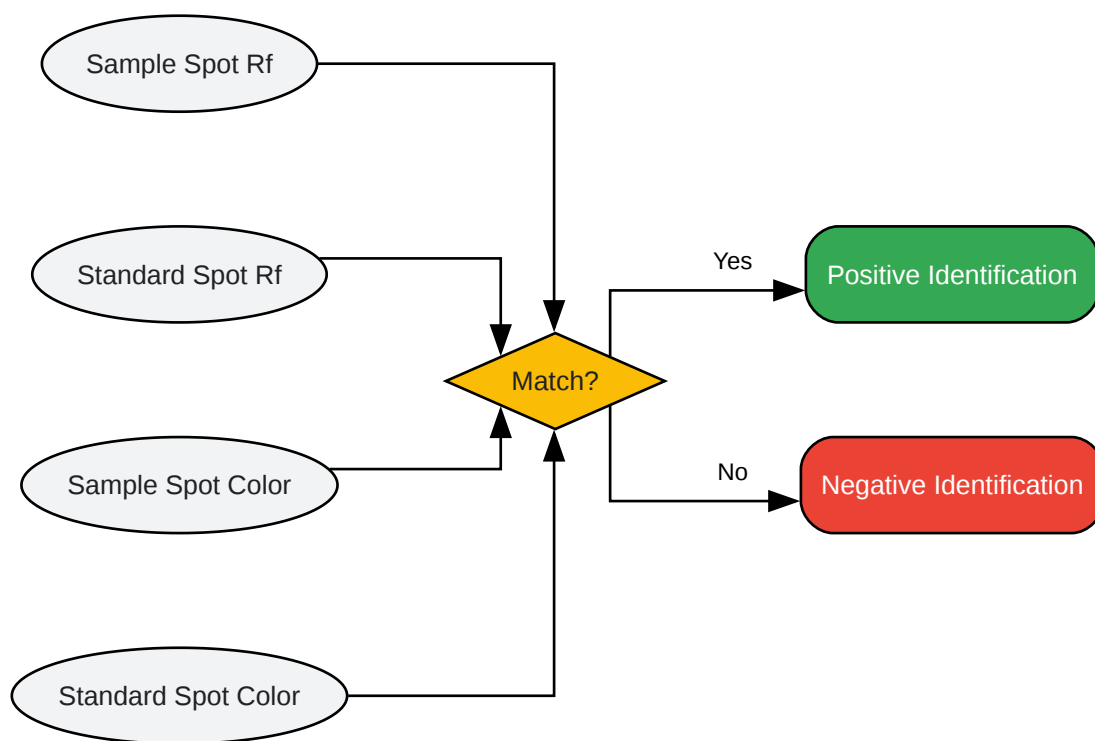 Sample Spot Rf
Standard Spot Rf
Yes
Positive Identification
Match?
Sample Spot Color
No
Negative Identification
Standard Spot Color